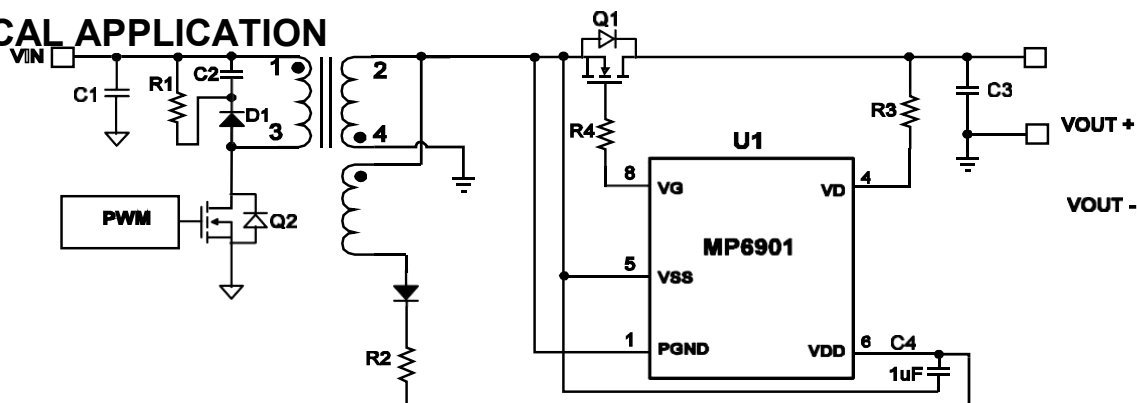 CAL APPLICATION
Q1
VIN
C2
1
2
R1
C1
C3
D1
R3
3
4
R4
VOUT +
U1
8
VG
VD
4
VOUT -
PWM
Q2
MP6901
5
VSS
1
PGND
VDD
6
C4
R2
1uF